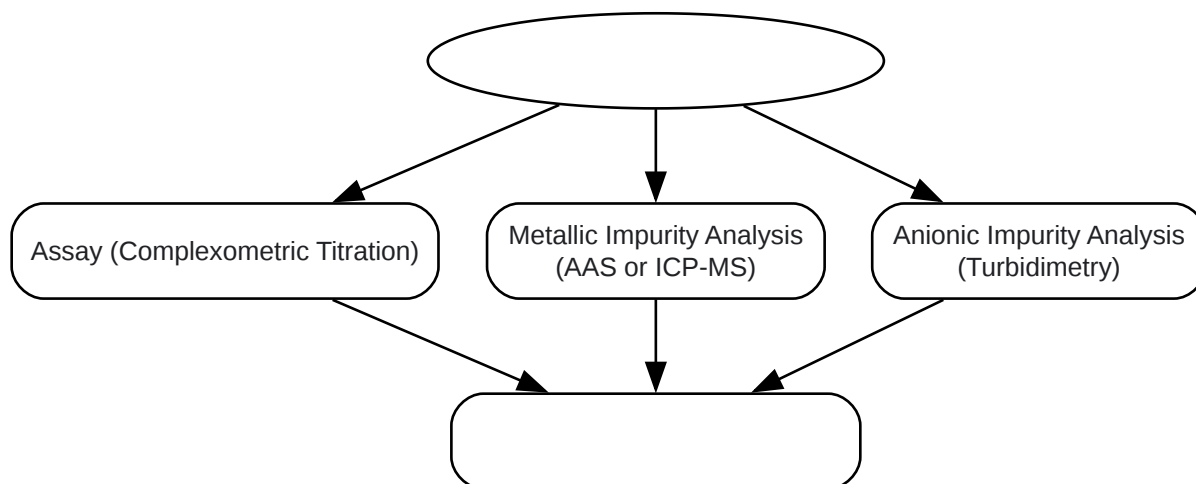 Assay (Complexometric Titration)
Metallic Impurity Analysis
(AAS or ICP-MS)
Anionic Impurity Analysis
(Turbidimetry)